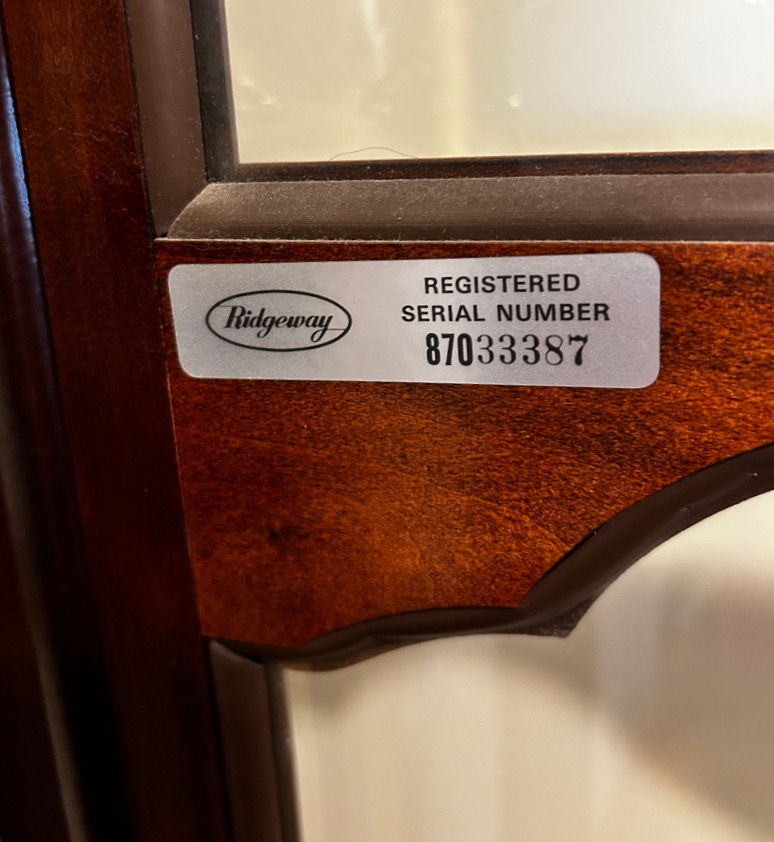 Ridgeway
REGISTERED
SERIAL NUMBER
87033387